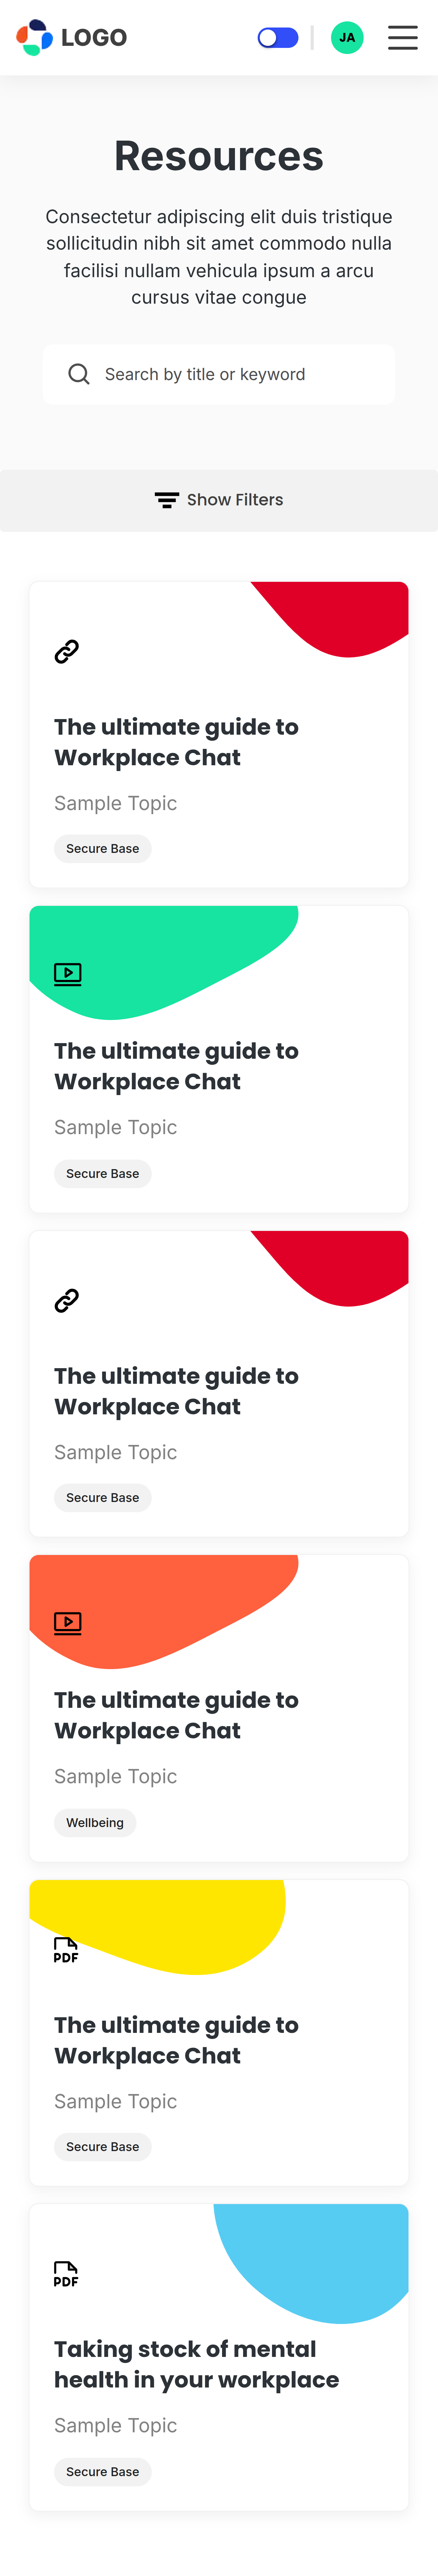 LOGO
JA
Resources
Consectetur adipiscing elit duis tristique
sollicitudin nibh sit amet commodo nulla
facilisi nullam vehicula ipsum a arcu
cursus vitae congue
Search by title or keyword
Show Filters
The ultimate guide to
Workplace Chat
Sample Topic
Secure Base
The ultimate guide to
Workplace Chat
Sample Topic
Secure Base
The ultimate guide to
Workplace Chat
Sample Topic
Secure Base
The ultimate guide to
Workplace Chat
Sample Topic
Wellbeing
PDF
The ultimate guide to
Workplace Chat
Sample Topic
Secure Base
PDF
Taking stock of mental
health in your workplace
Sample Topic
Secure Base